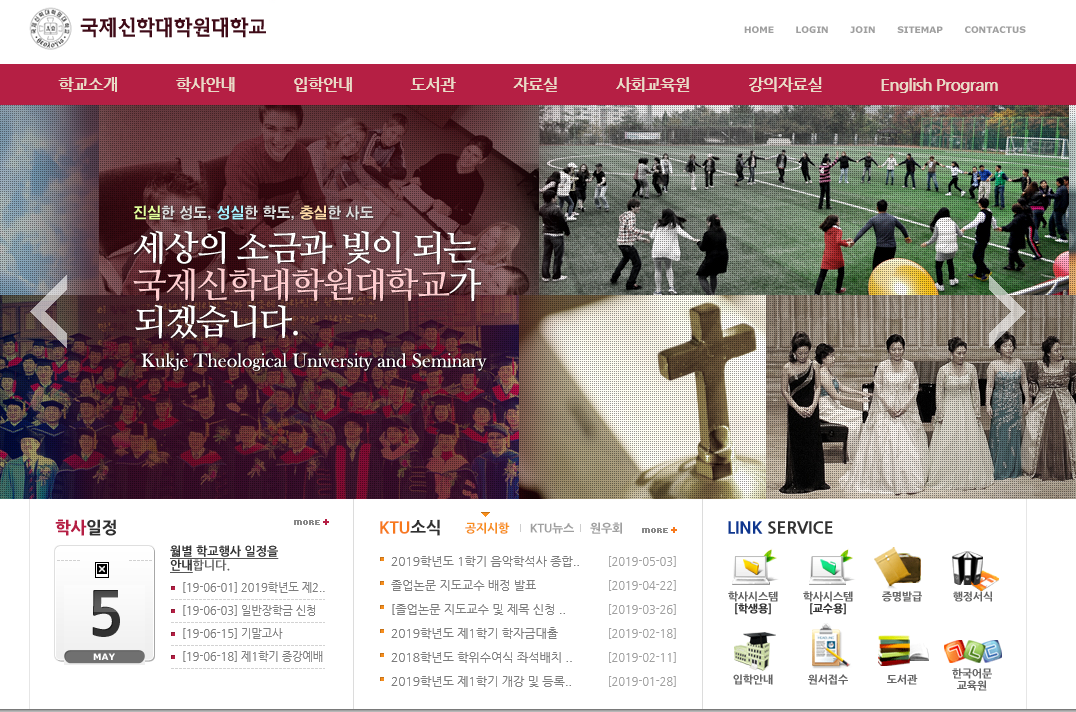 국제신학대학원대학교
HOME LOGIN JOIN SITEMAP CONTACTUS
학교소개 학사안내 입학안내 도서관 자료실 사회교육원 강의자료실 English Program
진실한 성도, 성실한 학도, 충실한 사도
세상의 소금과 빛이 되는
국제신학대학원대학교가
되겠습니다.
Kukje Theological University and Seminary
학사일정
MORE +
5
MAY
월별 학교행사 일정을
안내합니다.
[19-06-01] 2019학년도 제2..
[19-06-03] 일반장학금 신청
[19-06-15] 기말고사
[19-06-18] 제1학기 종강예배
KTU소식
공지사항 | KTU뉴스 | 원우회
MORE +
2019학년도 1학기 음악학석사 종합.. [2019-05-03]
졸업논문 지도교수 배정 발표 [2019-04-22]
[졸업논문 지도교수 및 제목 신청 .. [2019-03-26]
2019학년도 제1학기 학자금대출 [2019-02-18]
2018학년도 학위수여식 좌석배치 .. [2019-02-11]
2019학년도 제1학기 개강 및 등록.. [2019-01-28]
LINK SERVICE
학사시스템
[학생용]
학사시스템
[교수용]
증명발급
행정서식
입학안내
원서접수
도서관
한국어문
교육원